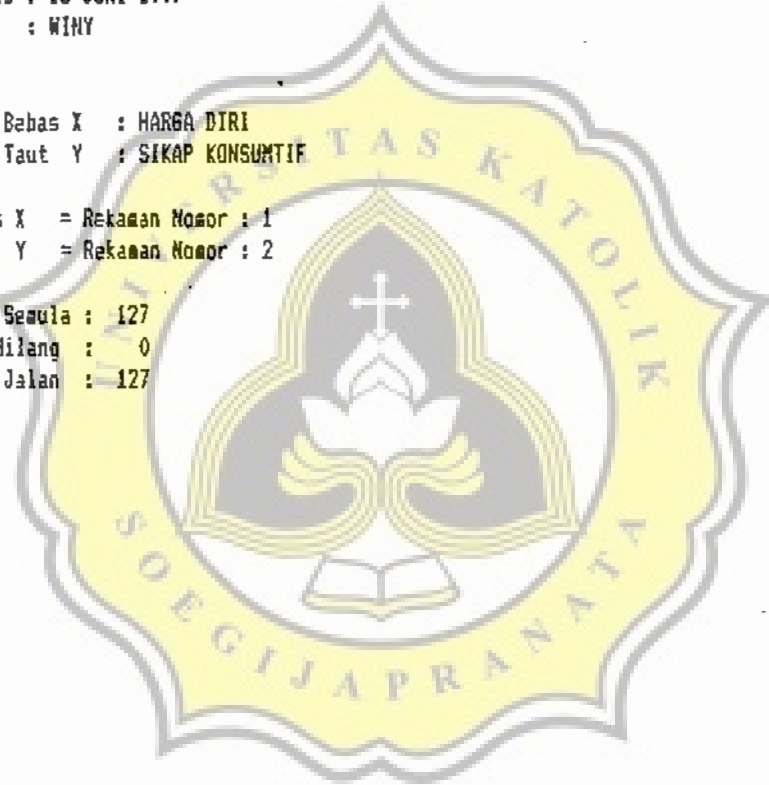 : WINY
Bebas X : HARGA DIRI
Taut Y : SIKAP KONSUMTIF
X = Rekaman Nomor : 1
Y = Rekaman Nomor : 2
Semula : 127
Hilang : 0
Jalan : 127
UNIVERSITAS KATOLIK
SOEGIJAPRANATA